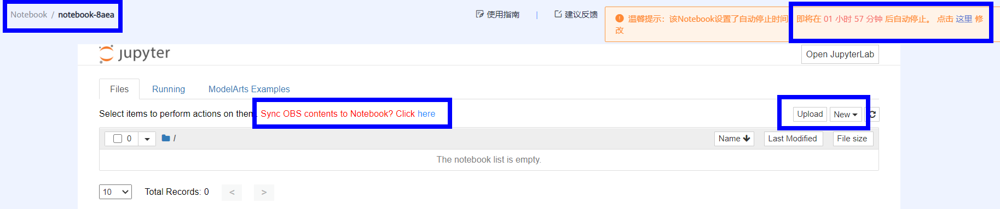 Notebook / notebook-8aea
使用指南 | 建议反馈
温馨提示：该Notebook设置了自动停止时间 即将在 01 小时 57 分钟 后自动停止。 点击 这里 修
改
jupyter
Open JupyterLab
Files Running ModelArts Examples
Select items to perform actions on them. Sync OBS contents to Notebook? Click here
Upload New
0 / Name Last Modified File size
The notebook list is empty.
10 Total Records: 0 < >